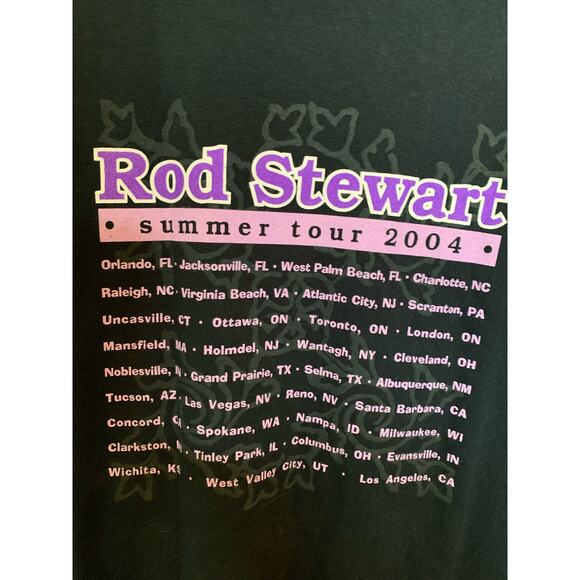 Rod Stewart
• summer tour 2004 •
Orlando, FL • Jacksonville, FL • West Palm Beach, FL • Charlotte, NC
Raleigh, NC • Virginia Beach, VA • Atlantic City, NJ • Scranton, PA
Uncasville, CT • Ottawa, ON • Toronto, ON • London, ON
Mansfield, MA • Holmdel, NJ • Wantagh, NY • Cleveland, OH
Noblesville, • Grand Prairie, TX • Selma, TX • Albuquerque, NM
Tucson, AZ • Las Vegas, NV • Reno, NV • Santa Barbara, CA
Concord, • Spokane, WA • Nampa, ID • Milwaukee, WI
Clarkston, • Tinley Park, IL • Columbus, OH • Evansville, IN
Wichita, KS • West Valley City, UT • Los Angeles, CA